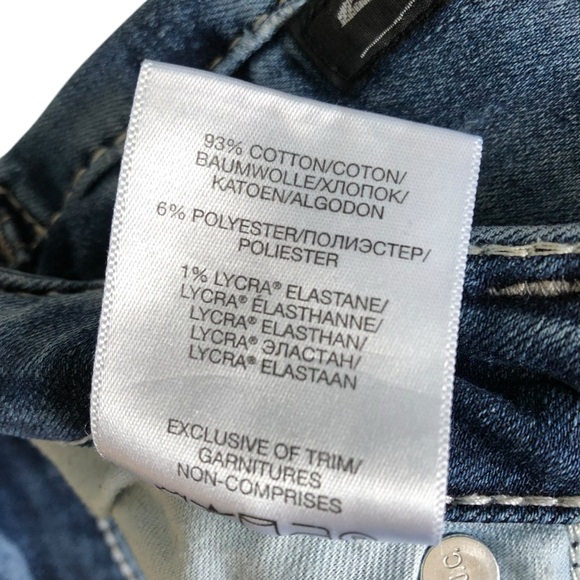 93% COTTON/COTON/
BAUMWOLLE/ХЛОПОК/
KATOEN/ALGODON
6% POLYESTER/ПОЛИЭСТЕР/
POLIESTER
1% LYCRA® ELASTANE/
LYCRA® ÉLASTHANNE/
LYCRA® ELASTHAN/
LYCRA® ЭЛАСТАН/
LYCRA® ELASTAAN
EXCLUSIVE OF TRIM/
GARNITURES
NON-COMPRISES